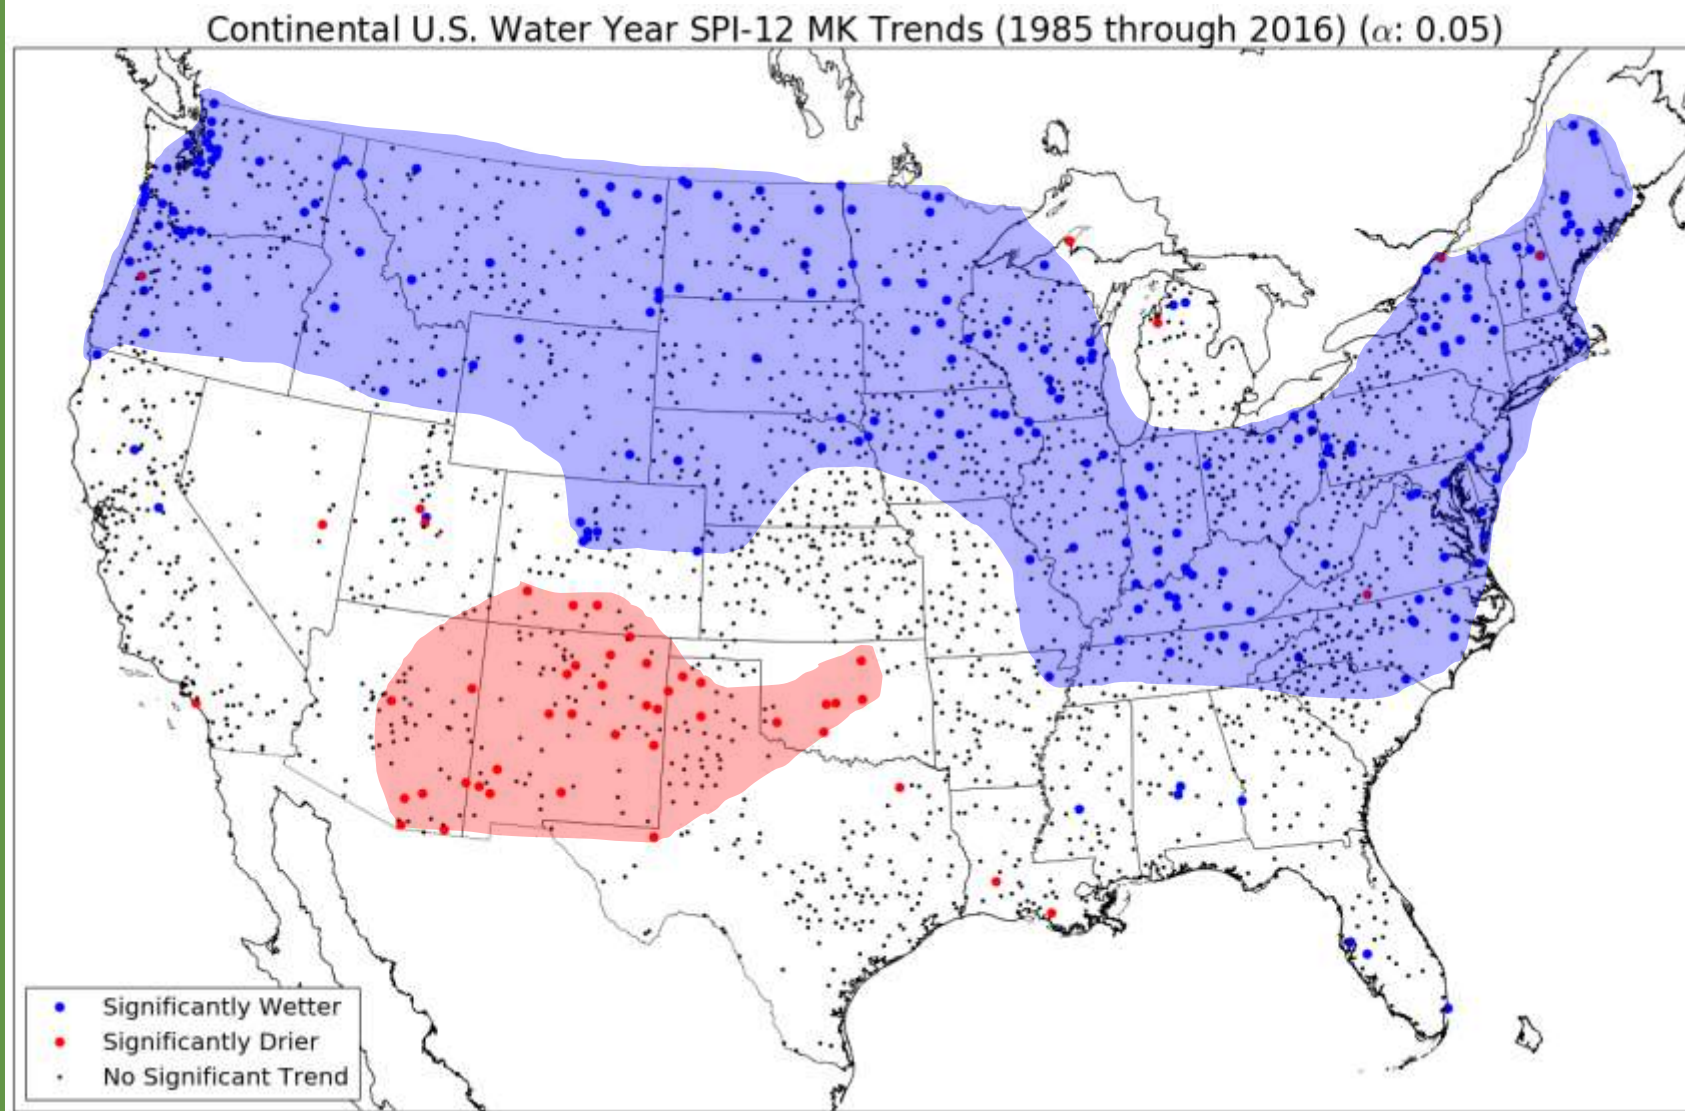 Continental U.S. Water Year SPI-12 MK Trends (1985 through 2016) (α: 0.05)
Significantly Wetter
Significantly Drier
No Significant Trend